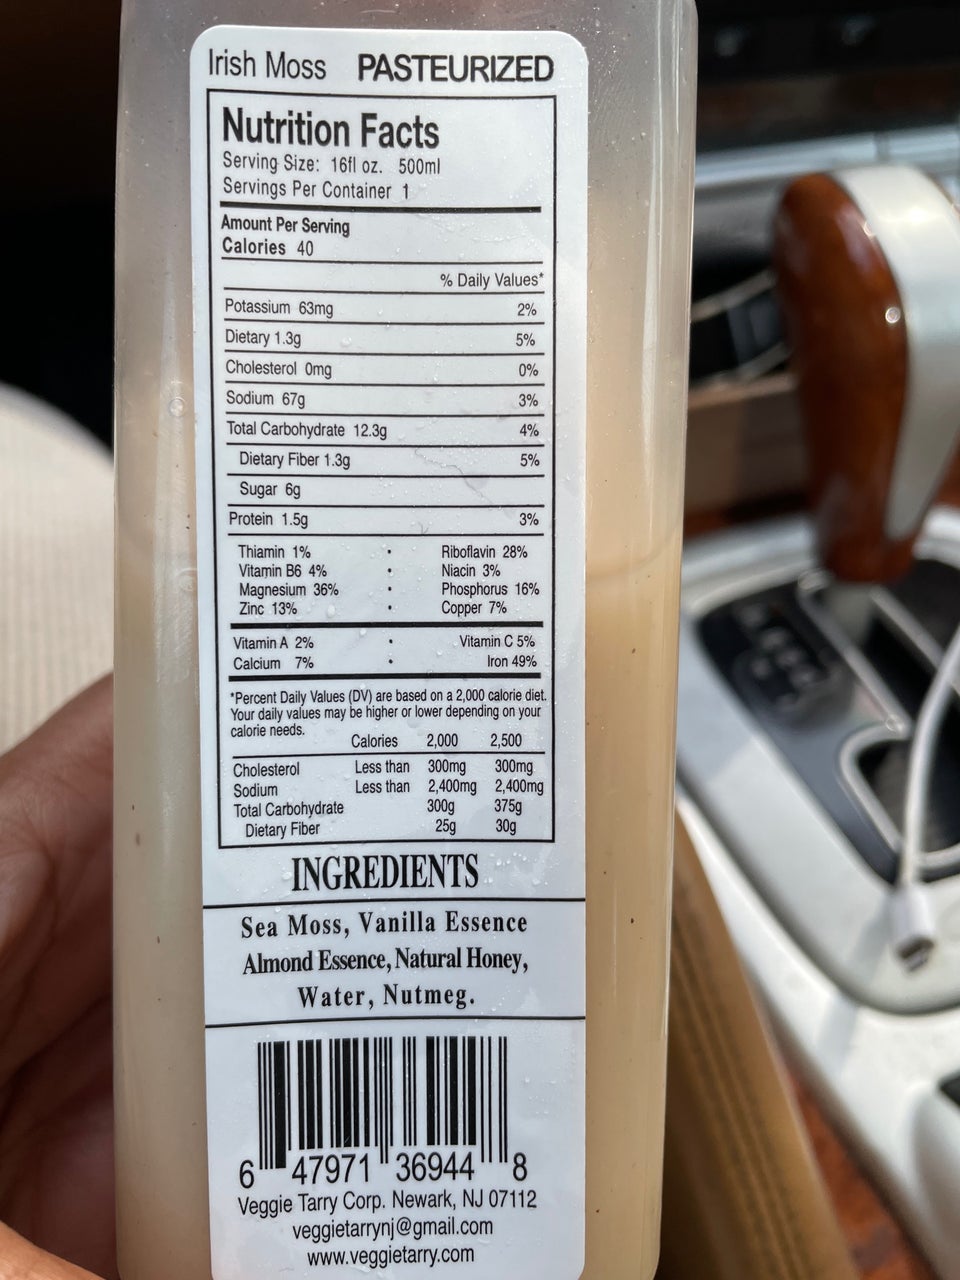 Irish Moss PASTEURIZED
Nutrition Facts
Serving Size: 16fl oz. 500ml
Servings Per Container 1
Amount Per Serving
Calories 40
% Daily Values*
Potassium 63mg 2%
Dietary 1.3g 5%
Cholesterol 0mg 0%
Sodium 67g 3%
Total Carbohydrate 12.3g 4%
Dietary Fiber 1.3g 5%
Sugar 6g
Protein 1.5g 3%
Thiamin 1% • Riboflavin 28%
Vitamin B6 4% • Niacin 3%
Magnesium 36% • Phosphorus 16%
Zinc 13% • Copper 7%
Vitamin A 2% • Vitamin C 5%
Calcium 7% • Iron 49%
*Percent Daily Values (DV) are based on a 2,000 calorie diet.
Your daily values may be higher or lower depending on your
calorie needs.
Calories 2,000 2,500
Cholesterol Less than 300mg 300mg
Sodium Less than 2,400mg 2,400mg
Total Carbohydrate 300g 375g
Dietary Fiber 25g 30g
INGREDIENTS
Sea Moss, Vanilla Essence
Almond Essence, Natural Honey,
Water, Nutmeg.
6 47971 36944 8
Veggie Tarry Corp. Newark, NJ 07112
veggietarrynj@gmail.com
www.veggietarry.com